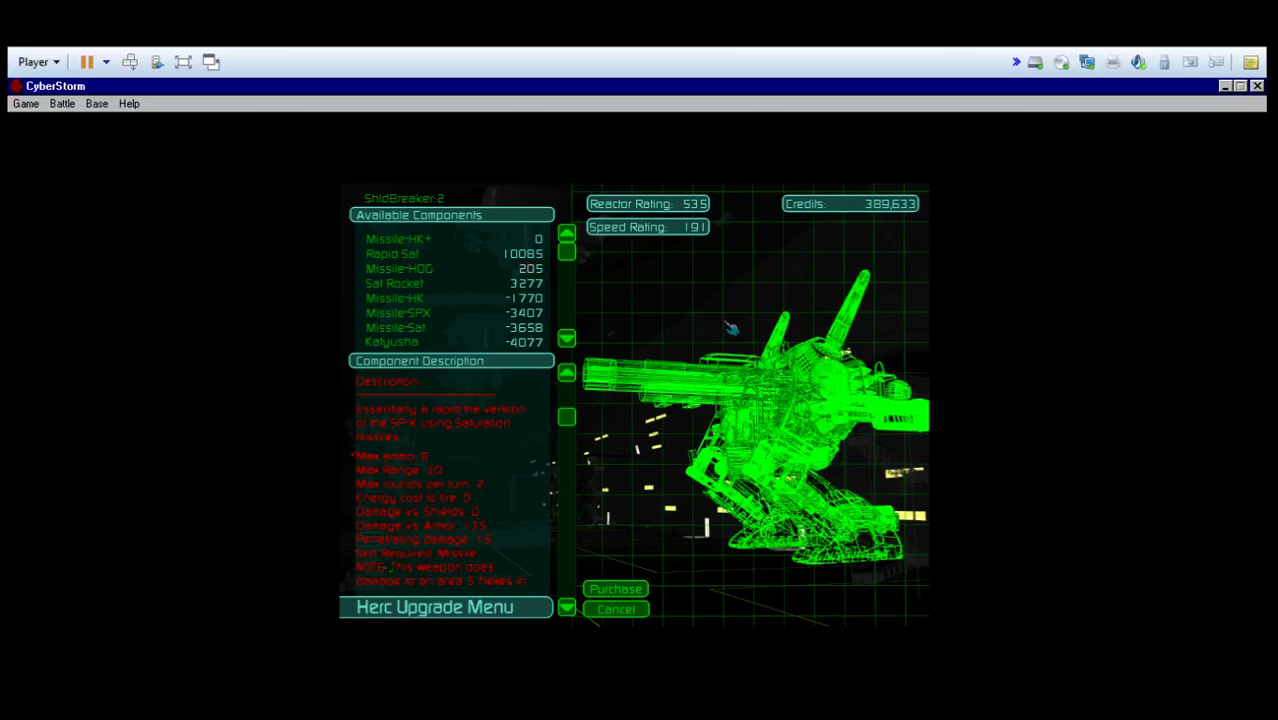 Player
CyberStorm
Game Battle Base Help
ShldBreaker:2
Available Components
Missile-HK+ 0
Rapid Sat 10085
Missile-HOG 205
Sat Rocket 3277
Missile-HK -1770
Missile-SPX -3407
Missile-Sat -3658
Katyusha -4077
Component Description
Description:
Essentially a rapid fire version
of the SP-X using Saturation
missiles.
Max ammo: 8
Max Range: 30
Max rounds per turn: 2
Energy cost to fire: 0
Damage vs Shields: 0
Damage vs Armor: 135
Penetrating damage: 15
Skill Required: Missile
NOTE: This weapon does
damage to an area 5 hexes in
Herc Upgrade Menu
Reactor Rating: 535
Speed Rating: 191
Credits: 389,633
Purchase
Cancel